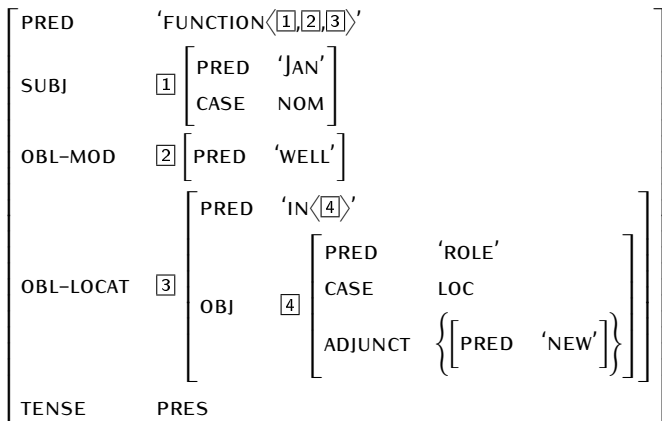 PRED ‘FUNCTION⟨1,2,3⟩’
SUBJ 1 PRED ‘JAN’
CASE NOM
OBL-MOD 2 PRED ‘WELL’
PRED ‘IN⟨4⟩’
OBL-LOCAT 3 OBJ 4 PRED ‘ROLE’
CASE LOC
ADJUNCT {[PRED ‘NEW’]}
TENSE PRES